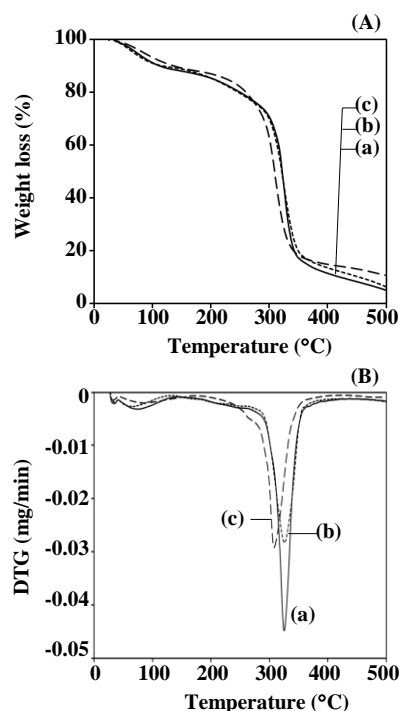 (A)
100
80
60
40
20
0
Weight loss (%)
(c)
(b)
(a)
0 100 200 300 400 500
Temperature (°C)
(B)
0
-0.01
-0.02
-0.03
-0.04
-0.05
DTG (mg/min)
(c)
(b)
(a)
0 100 200 300 400 500
Temperature (°C)